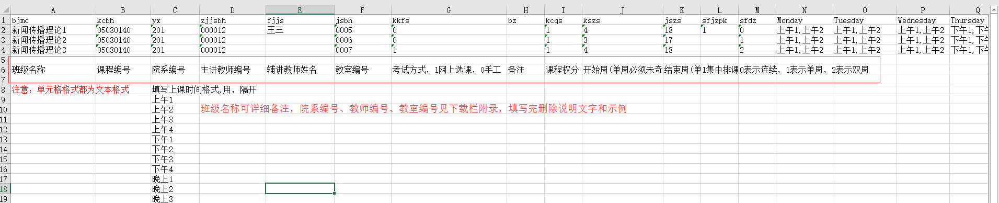 A B C D E F G H I J K L M N O P Q
1 bjmc kcbh yx zjjsbh fjjs jsbh kkfs bz kcqs kszs jszs sfjzpk sfdz Monday Tuesday Wednesday Thursday
2 新闻传播理论1 05030140 201 000012 王三 0005 0 1 4 18 1 0 上午1,上午2 上午1,上午2 上午1,上午2 下午1,下午
3 新闻传播理论2 05030140 201 000012 0006 0 1 3 17 1 上午1,上午2 上午1,上午2 上午1,上午2 下午1,下午
4 新闻传播理论3 05030140 201 000012 0007 1 1 4 18 2 上午1,上午2 上午1,上午2 上午1,上午2 下午1,下午
5
6 班级名称 课程编号 院系编号 主讲教师编号 辅讲教师姓名 教室编号 考试方式，1网上选课，0手工 备注 课程权分 开始周(单周必须未奇 结束周(单 1集中排课 0表示连续，1表示单周，2表示双周
7
8 注意：单元格格式都为文本格式 填写上课时间格式,用，隔开
9 上午1
10 上午2 班级名称可详细备注，院系编号、教师编号、教室编号见下载栏附录，填写完删除说明文字和示例
11 上午3
12 上午4
13 下午1
14 下午2
15 下午3
16 下午4
17 晚上1
18 晚上2
19 晚上3